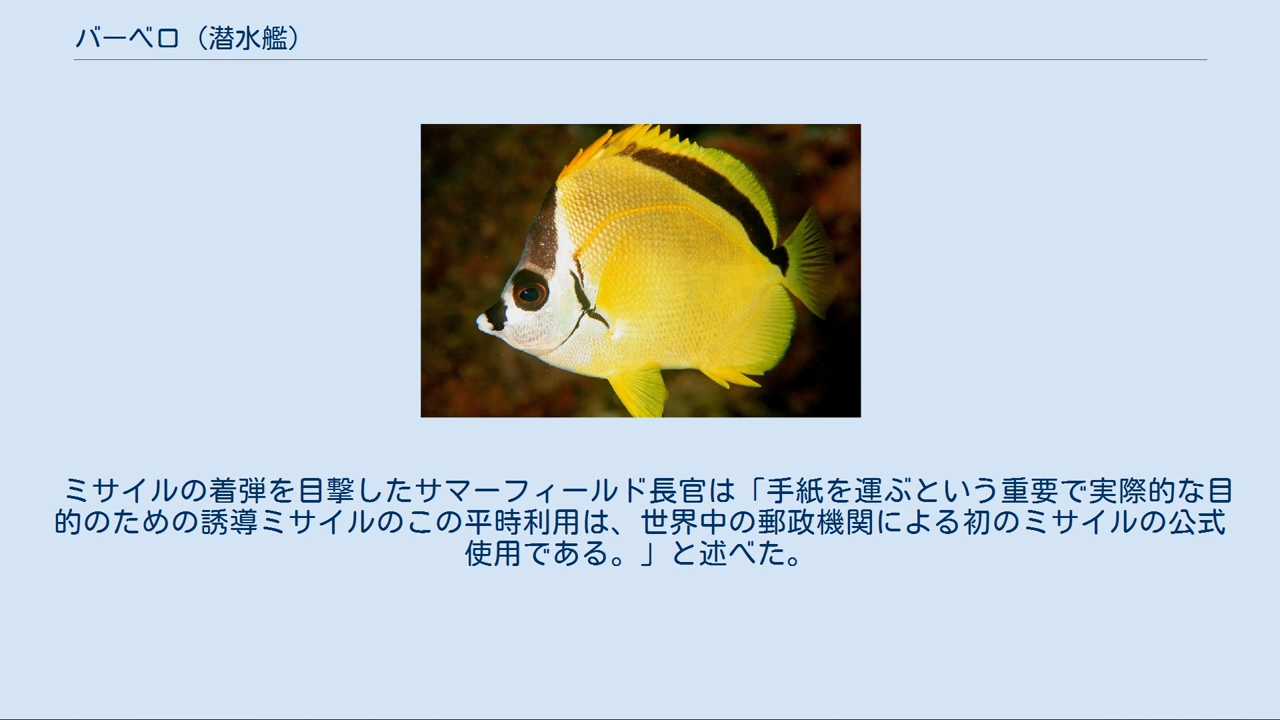 バーベロ（潜水艦）
ミサイルの着弾を目撃したサマーフィールド長官は「手紙を運ぶという重要で実際的な目
的のための誘導ミサイルのこの平時利用は、世界中の郵政機関による初のミサイルの公式
使用である。」と述べた。